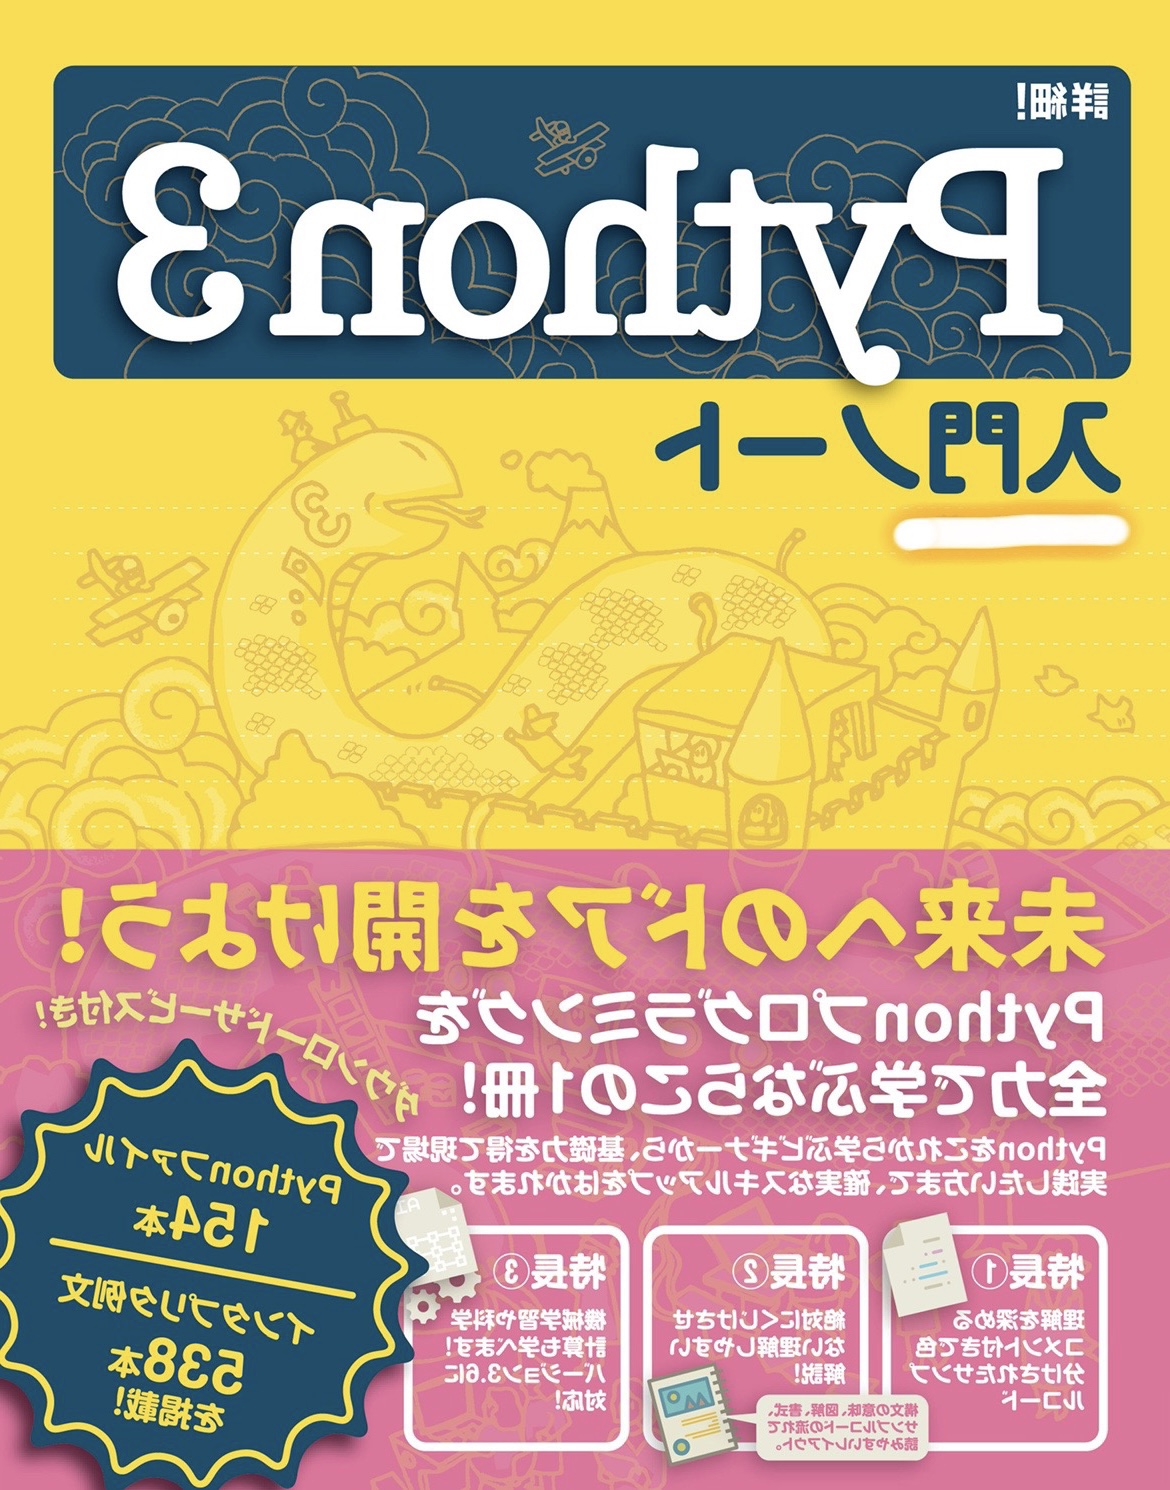 詳細!
Python 3
入門ノート
3
未来へのドアを開けよう!
Pythonプログラミングを
全力で学ぶならこの1冊!
Pythonをこれから学ぶビギナーから、基礎力を得て現場で
実践したい方まで、確実なスキルアップをはかれます。
ダウンロードサービス付き!
Pythonファイル
154本
インタプリタ例文
538本
を掲載!
特長①
理解を深める
コメント付きで色
分けされたサンプ
ルコード
特長②
絶対にくじけさせ
ない理解しやすい
解説!
構文の意味、図解、書式、
サンプルコードの流れで
読みやすいレイアウト。
特長③
機械学習や科学
計算も学べます!
バージョン3.6に
対応!
AI